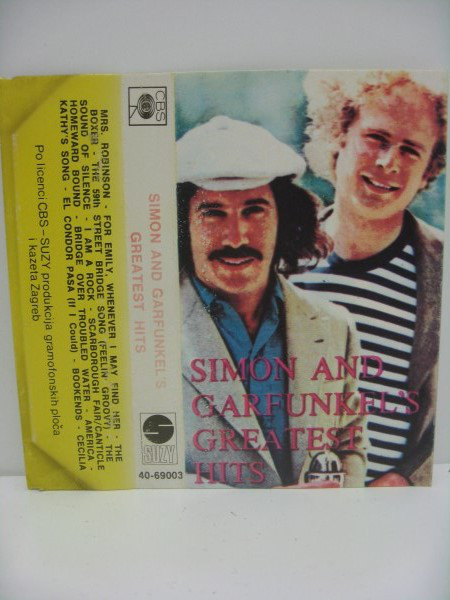 MRS. ROBINSON - FOR EMILY, WHENEVER I MAY FIND HER - THE
BOXER - THE 59th STREET BRIDGE SONG (FEELIN' GROOVY) - THE
SOUND OF SILENCE - I AM A ROCK - SCARBOROUGH FAIR/CANTICLE
HOMEWARD BOUND - BRIDGE OVER TROUBLED WATER - AMERICA -
KATHY'S SONG - EL CONDOR PASA (If I Could) - BOOKENDS - CECILIA
Po licenci CBS – SUZY produkcija gramofonskih ploča
i kazeta Zagreb
CBS
SIMON AND GARFUNKEL'S
GREATEST HITS
S
SUZY
40-69003
SIMON AND
GARFUNKEL'S
GREATEST
HITS